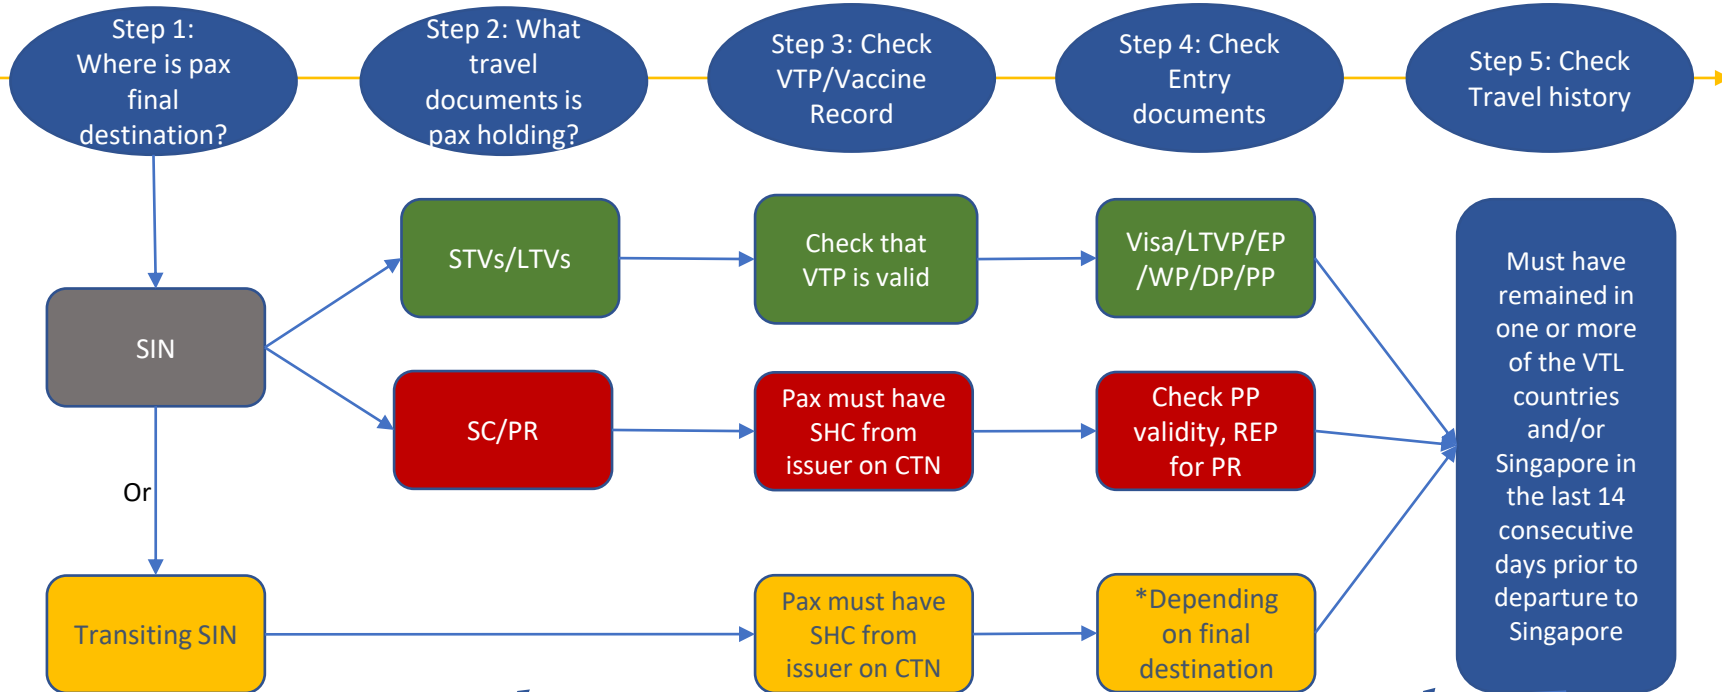 Step 1:
Where is pax
final
destination?
Step 2: What
travel
documents is
pax holding?
Step 3: Check
VTP/Vaccine
Record
Step 4: Check
Entry
documents
Step 5: Check
Travel history
SIN
STVs/LTVs
Check that
VTP is valid
Visa/LTVP/EP
/WP/DP/PP
SC/PR
Pax must have
SHC from
issuer on CTN
Check PP
validity, REP
for PR
Or
Transiting SIN
Pax must have
SHC from
issuer on CTN
*Depending
on final
destination
Must have
remained in
one or more
of the VTL
countries
and/or
Singapore in
the last 14
consecutive
days prior to
departure to
Singapore